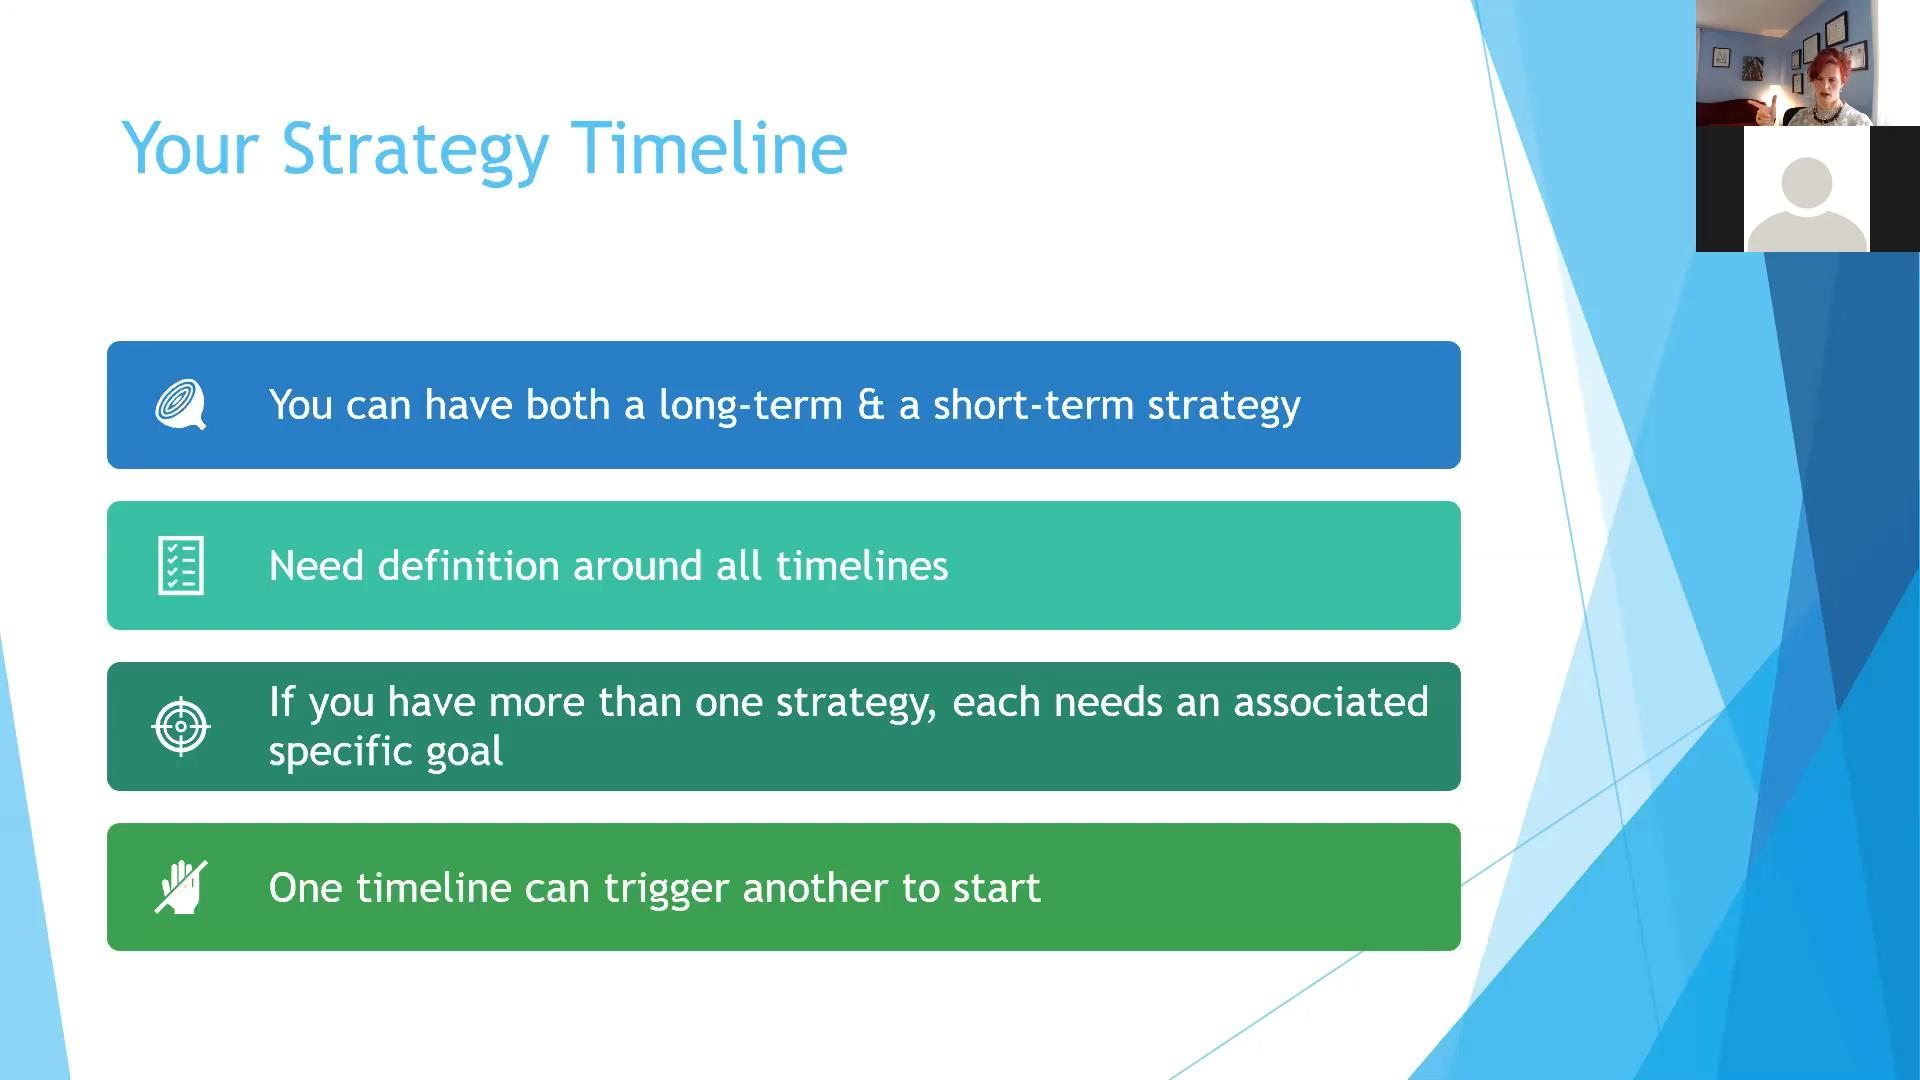 Your Strategy Timeline
You can have both a long-term & a short-term strategy
Need definition around all timelines
If you have more than one strategy, each needs an associated
specific goal
One timeline can trigger another to start